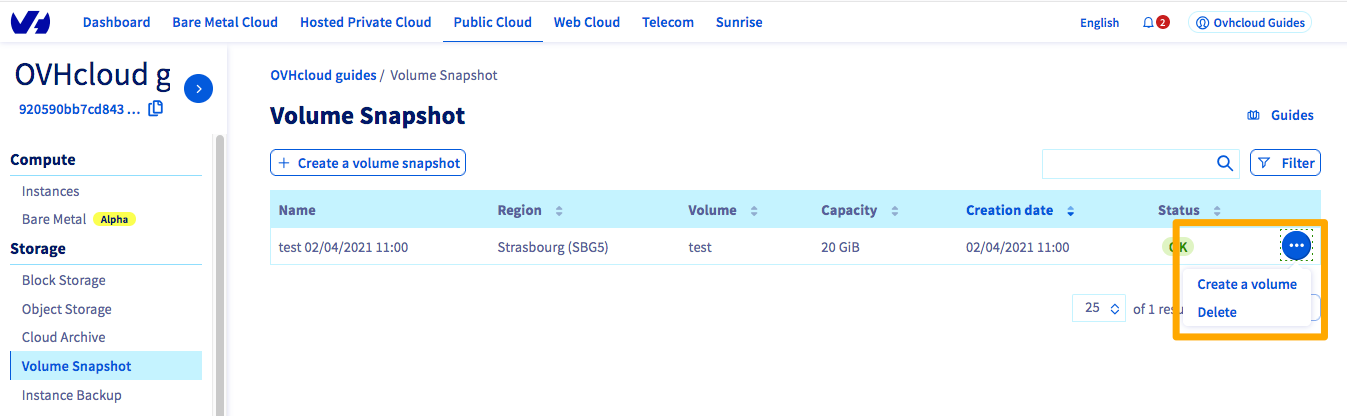 Dashboard Bare Metal Cloud Hosted Private Cloud Public Cloud Web Cloud Telecom Sunrise English 2 Ovhcloud Guides
OVHcloud g
920590bb7cd843 ...
Compute
Instances
Bare Metal Alpha
Storage
Block Storage
Object Storage
Cloud Archive
Volume Snapshot
Instance Backup
OVHcloud guides / Volume Snapshot
Volume Snapshot
Guides
+ Create a volume snapshot
Filter
Name Region Volume Capacity Creation date Status
test 02/04/2021 11:00 Strasbourg (SBG5) test 20 GiB 02/04/2021 11:00 OK
Create a volume
Delete
25 of 1 resu